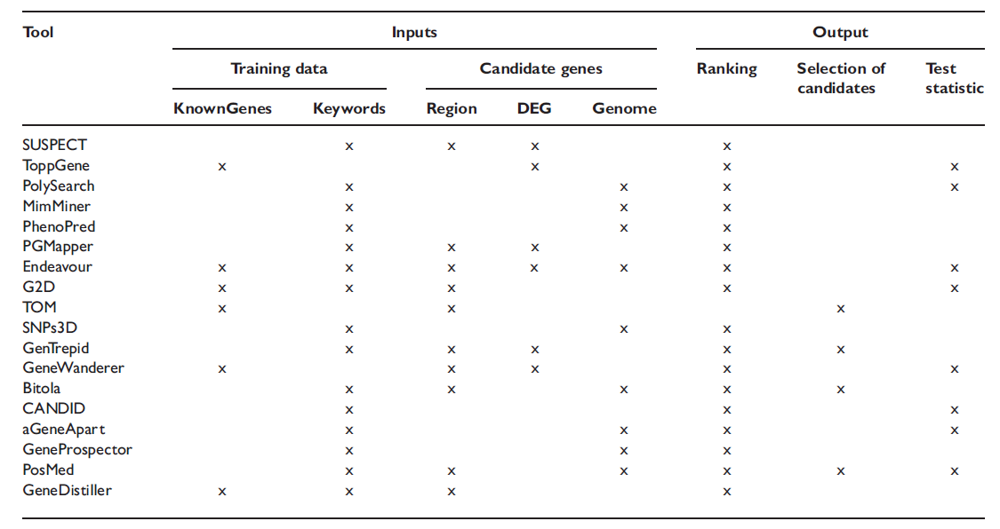 Tool Inputs Output
Training data Candidate genes Ranking Selection of candidates Test statistic
KnownGenes Keywords Region DEG Genome
SUSPECT x x x x
ToppGene x x x x
PolySearch x x x x
MimMiner x x x
PhenoPred x x x
PGMapper x x x x
Endeavour x x x x x x x
G2D x x x x x
TOM x x x
SNPs3D x x x
GenTrepid x x x x x
GeneWanderer x x x x x
Bitola x x x x x
CANDID x x x
aGeneApart x x x x
GeneProspector x x x
PosMed x x x x x x
GeneDistiller x x x x